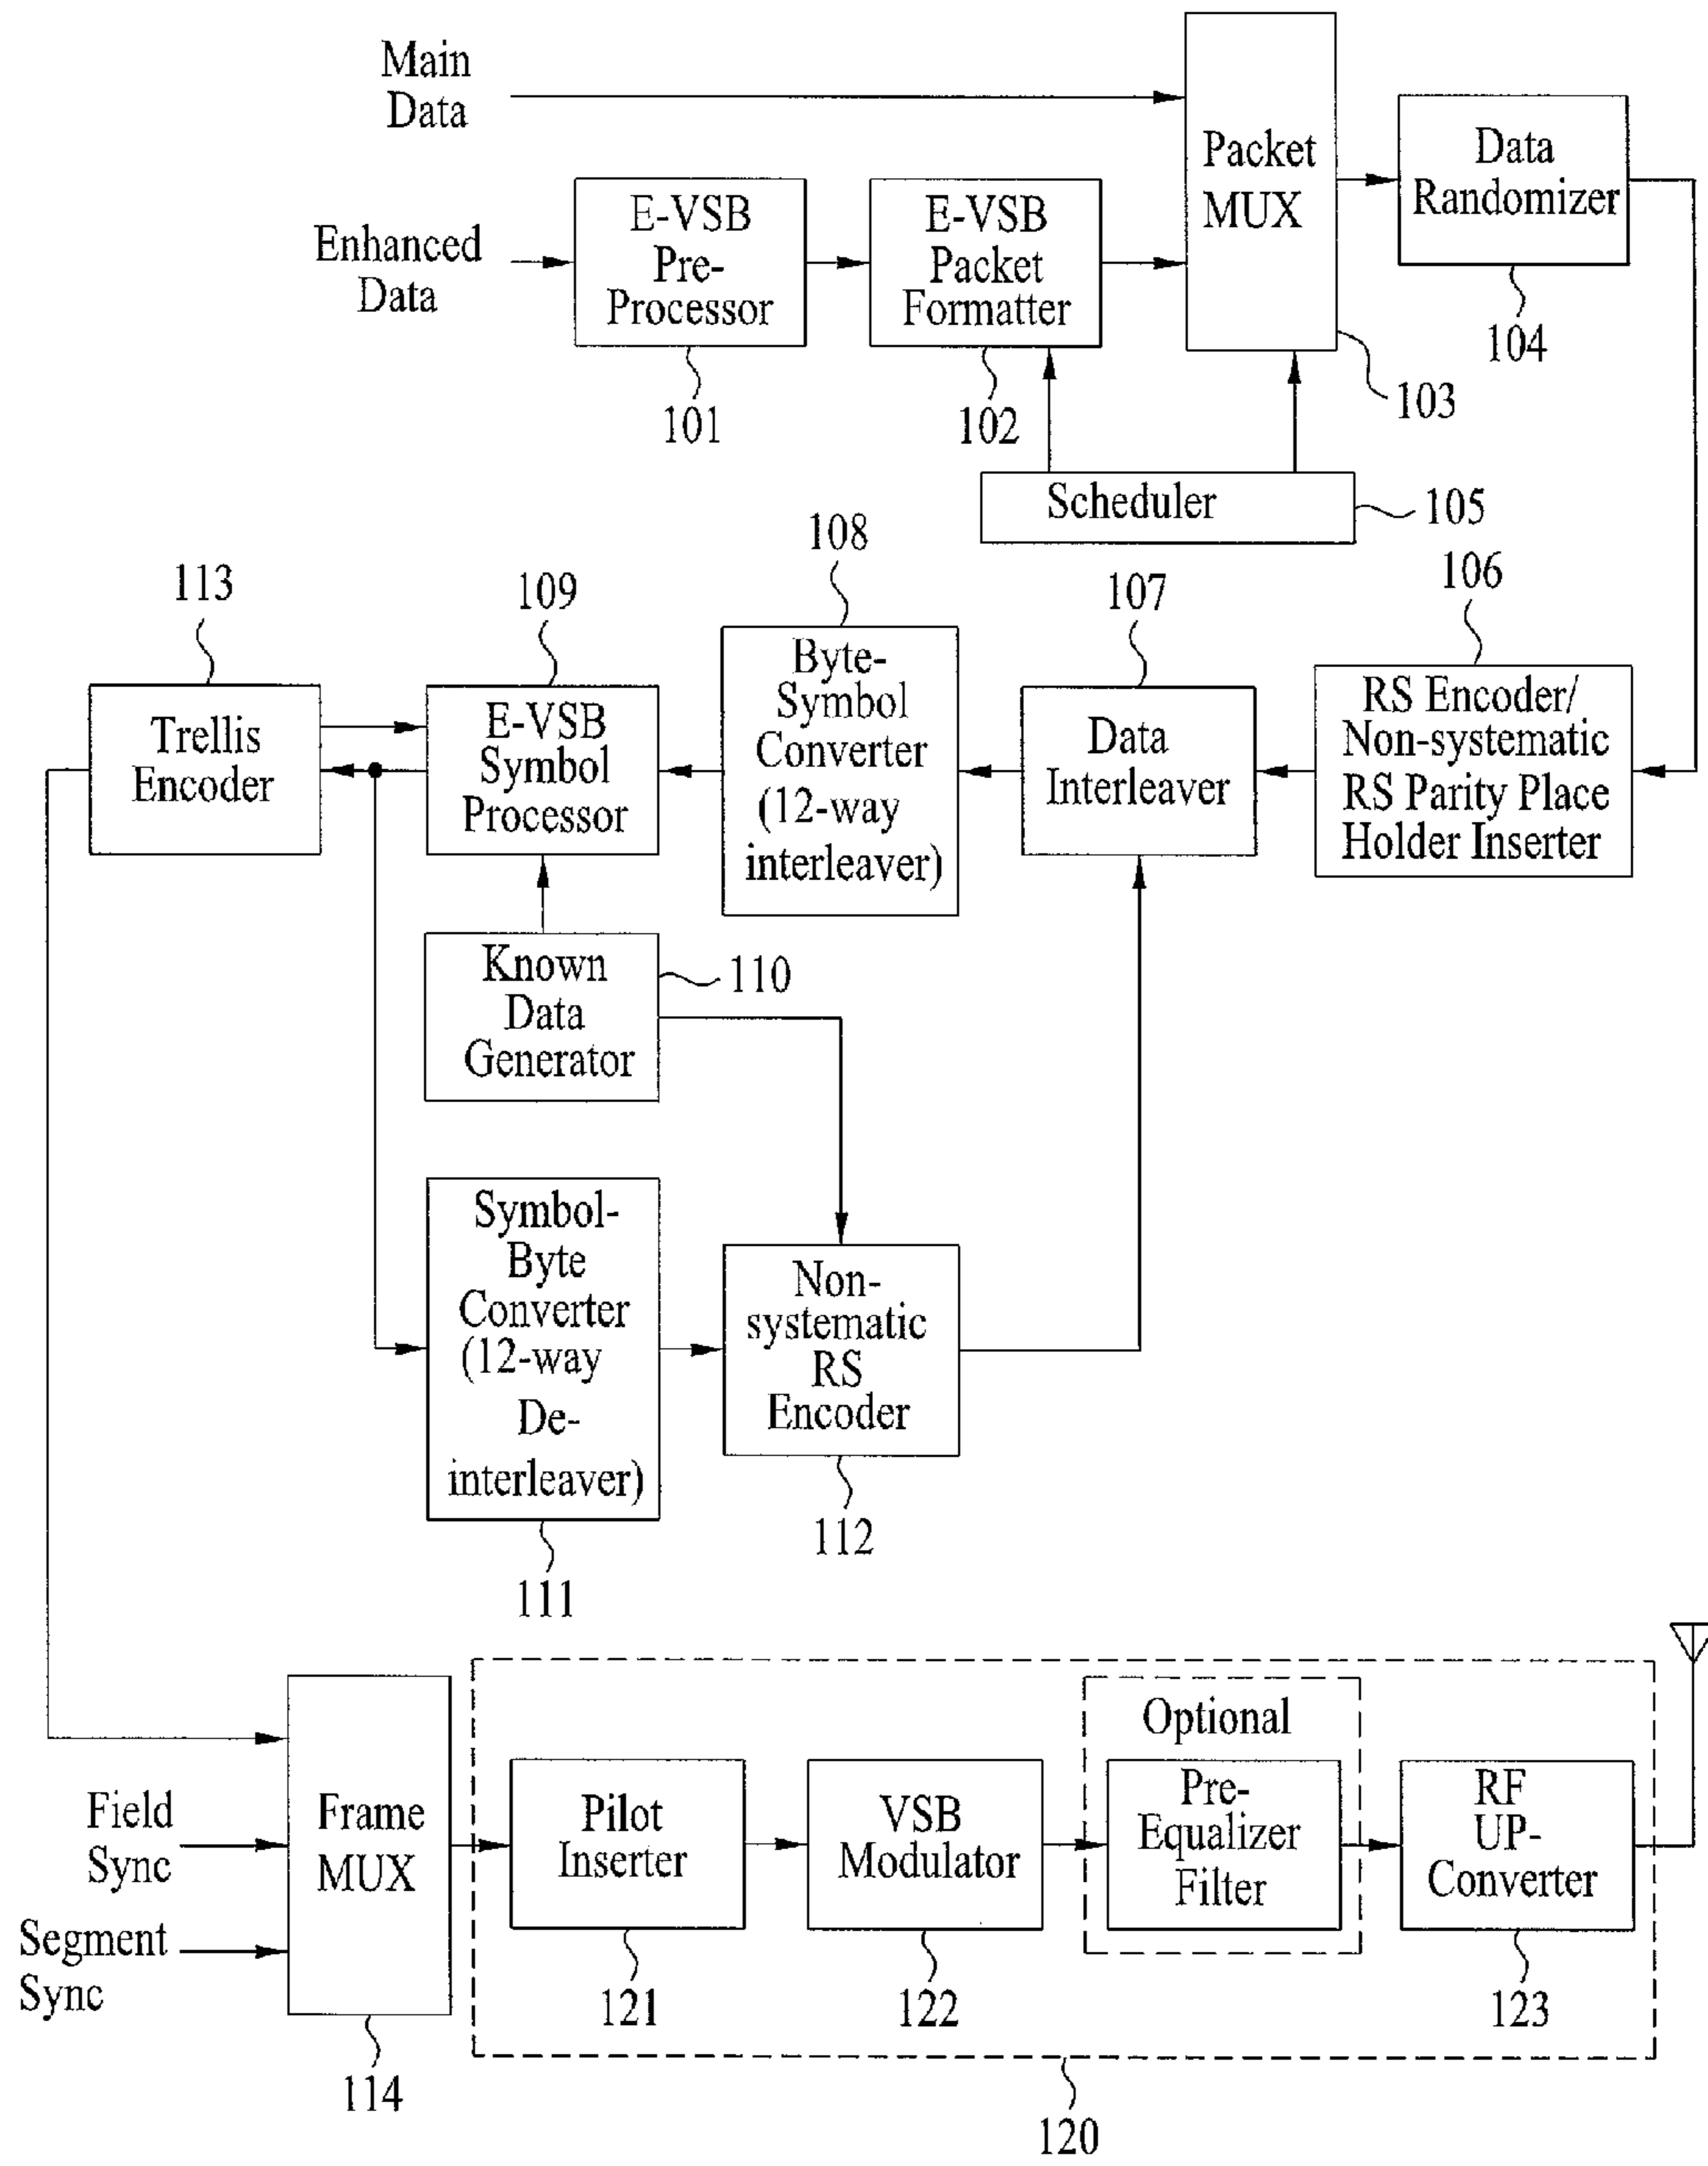 Main
Data
Enhanced
Data
E-VSB
Pre-
Processor
101
E-VSB
Packet
Formatter
102
Packet
MUX
103
Data
Randomizer
104
Scheduler
105
113
Trellis
Encoder
109
E-VSB
Symbol
Processor
108
Byte-
Symbol
Converter
(12-way
interleaver)
107
Data
Interleaver
106
RS Encoder/
Non-systematic
RS Parity Place
Holder Inserter
Known
Data
Generator
110
Symbol-
Byte
Converter
(12-way
De-
interleaver)
111
Non-
systematic
RS
Encoder
112
Field
Sync
Segment
Sync
Frame
MUX
114
Pilot
Inserter
121
VSB
Modulator
122
Optional
Pre-
Equalizer
Filter
RF
UP-
Converter
123
120